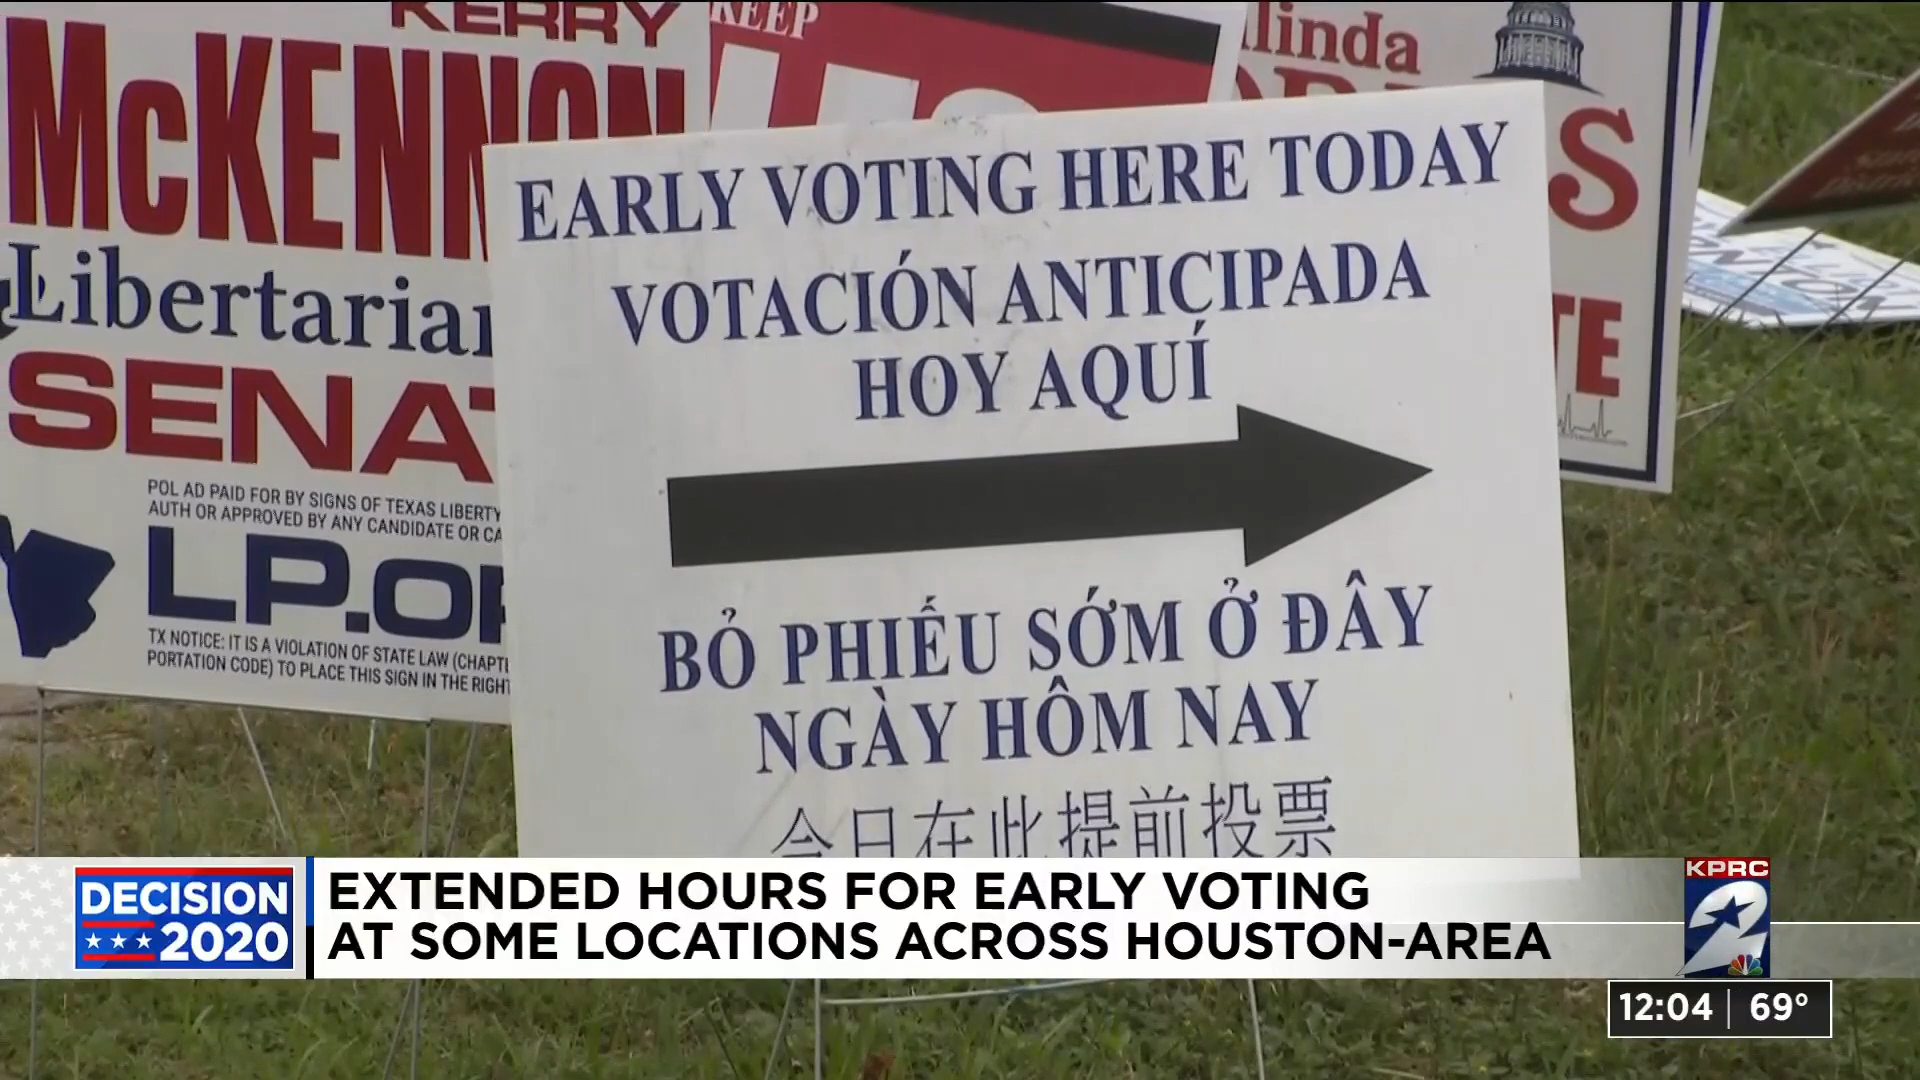 KERRY
McKENNON
Libertarian
SENAT
POL AD PAID FOR BY SIGNS OF TEXAS LIBERTY
AUTH OR APPROVED BY ANY CANDIDATE OR CA
LP.OR
TX NOTICE: IT IS A VIOLATION OF STATE LAW (CHAPTE
PORTATION CODE) TO PLACE THIS SIGN IN THE RIGHT
KEEP
linda
S
TE
EARLY VOTING HERE TODAY
VOTACIÓN ANTICIPADA
HOY AQUÍ
BỎ PHIẾU SỚM Ở ĐÂY
NGÀY HÔM NAY
今日在此提前投票
DECISION
2020
EXTENDED HOURS FOR EARLY VOTING
AT SOME LOCATIONS ACROSS HOUSTON-AREA
KPRC
2
12:04 69°